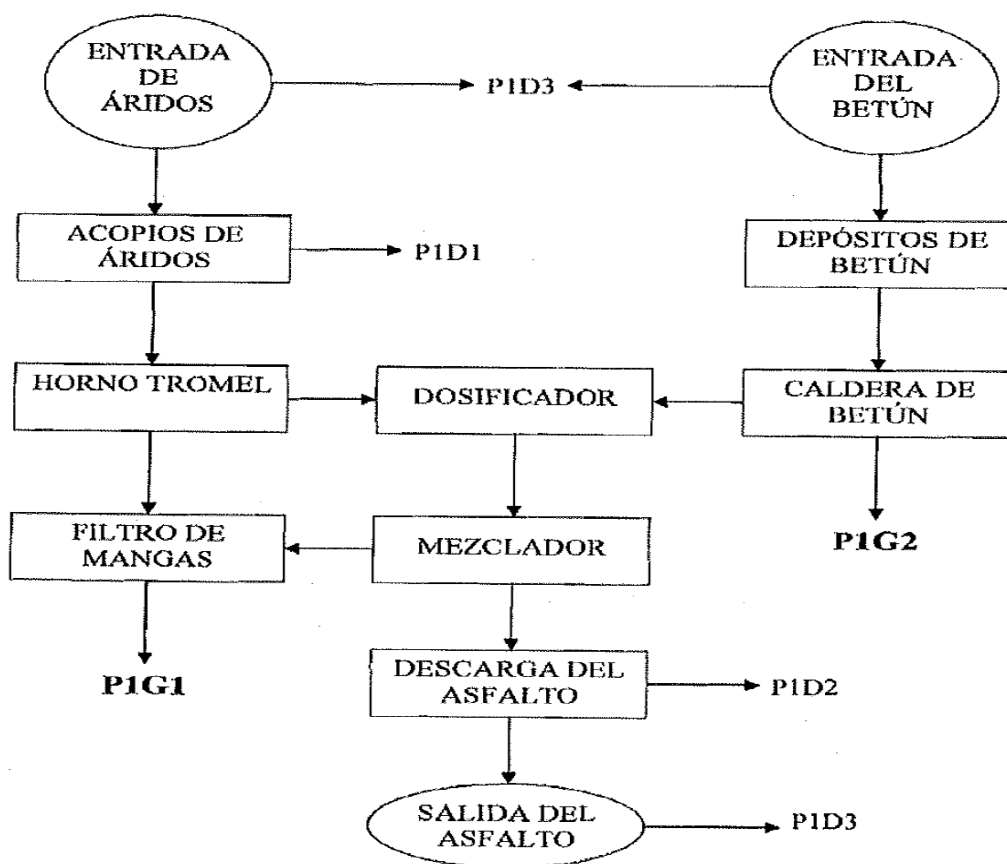 ENTRADA
DE
ÁRIDOS
P1D3
ENTRADA
DEL
BETÚN
ACOPIOS DE
ÁRIDOS
P1D1
DEPÓSITOS DE
BETÚN
HORNO TROMEL
DOSIFICADOR
CALDERA DE
BETÚN
FILTRO DE
MANGAS
MEZCLADOR
P1G2
P1G1
DESCARGA DEL
ASFALTO
P1D2
SALIDA DEL
ASFALTO
P1D3